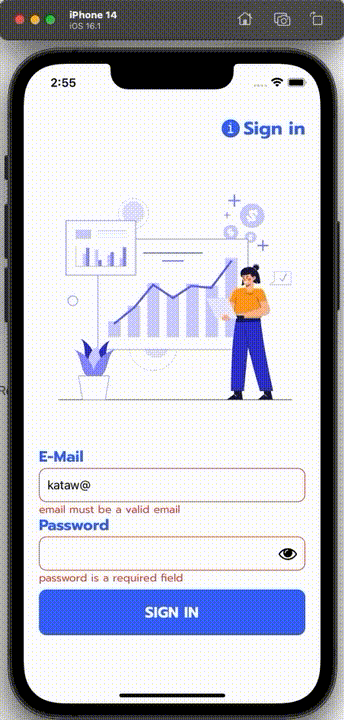 iPhone 14
iOS 16.1
2:55
Sign in
E-Mail
kataw@
email must be a valid email
Password
password is a required field
SIGN IN